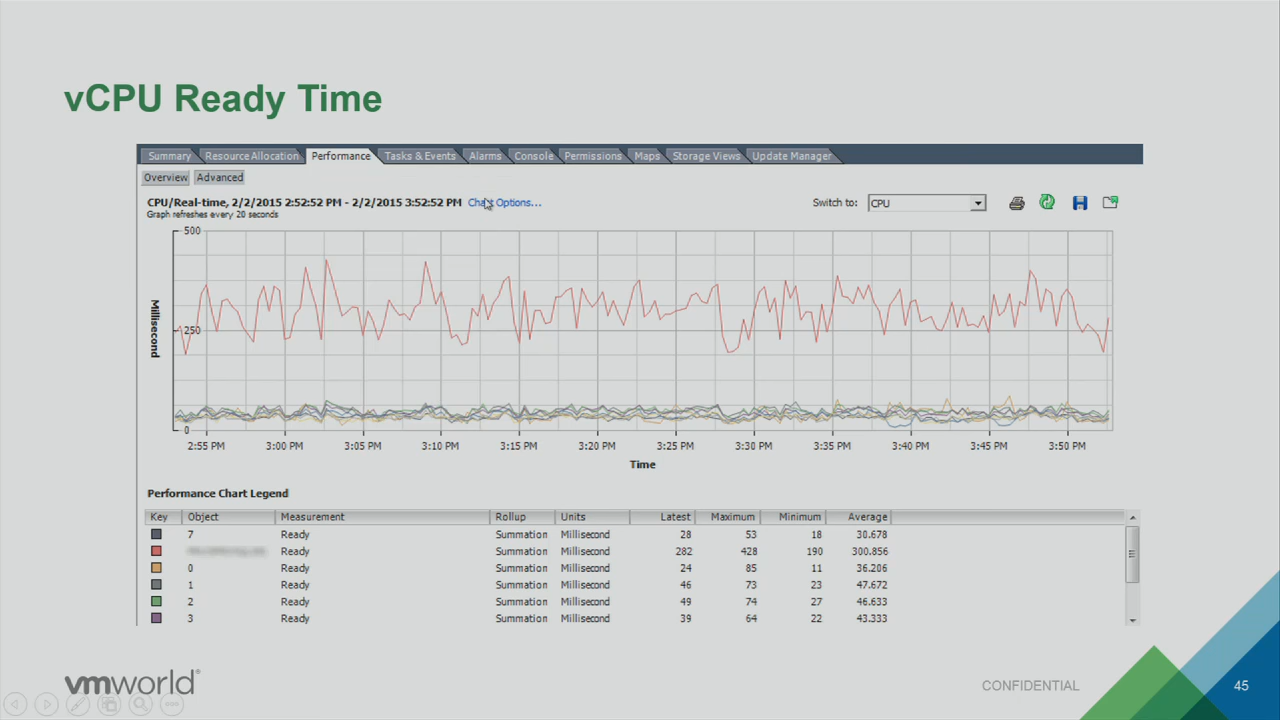 vCPU Ready Time
Summary Resource Allocation Performance Tasks & Events Alarms Console Permissions Maps Storage Views Update Manager
Overview Advanced
CPU/Real-time, 2/2/2015 2:52:52 PM - 2/2/2015 3:52:52 PM Chart Options... Switch to: CPU
Graph refreshes every 20 seconds
500
Millisecond
250
0
2:55 PM 3:00 PM 3:05 PM 3:10 PM 3:15 PM 3:20 PM 3:25 PM 3:30 PM 3:35 PM 3:40 PM 3:45 PM 3:50 PM
Time
Performance Chart Legend
Key Object Measurement Rollup Units Latest Maximum Minimum Average
7 Ready Summation Millisecond 28 53 18 30.678
Ready Summation Millisecond 282 428 190 300.856
0 Ready Summation Millisecond 24 85 11 36.206
1 Ready Summation Millisecond 46 73 23 47.672
2 Ready Summation Millisecond 49 74 27 46.633
3 Ready Summation Millisecond 39 64 22 43.333
vmworld® CONFIDENTIAL 45